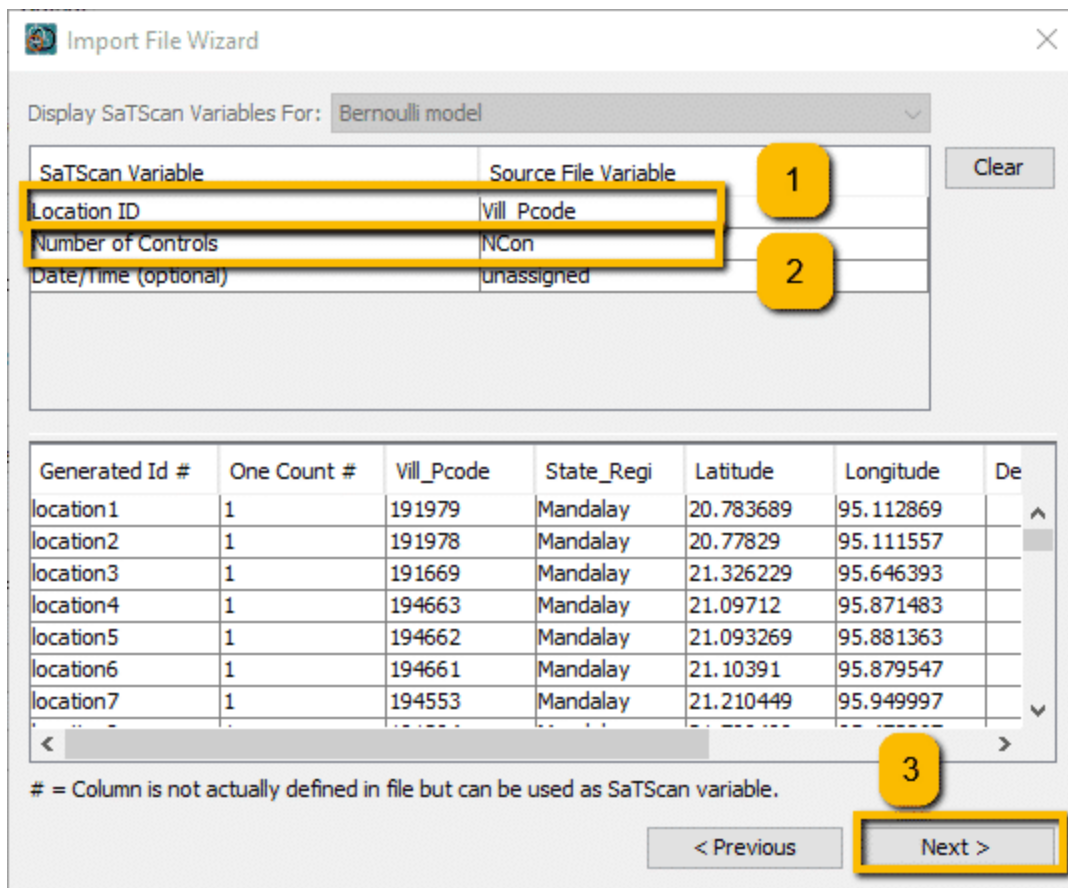 Import File Wizard
Display SaTScan Variables For: Bernoulli model
SaTScan Variable Source File Variable 1 Clear
Location ID Vill_Pcode
Number of Controls NCon
2
Date/Time (optional) unassigned
Generated Id # One Count # Vill_Pcode State_Regi Latitude Longitude De
location1 1 191979 Mandalay 20.783689 95.112869
location2 1 191978 Mandalay 20.77829 95.111557
location3 1 191669 Mandalay 21.326229 95.646393
location4 1 194663 Mandalay 21.09712 95.871483
location5 1 194662 Mandalay 21.093269 95.881363
location6 1 194661 Mandalay 21.10391 95.879547
location7 1 194553 Mandalay 21.210449 95.949997
3
# = Column is not actually defined in file but can be used as SaTScan variable.
< Previous Next >